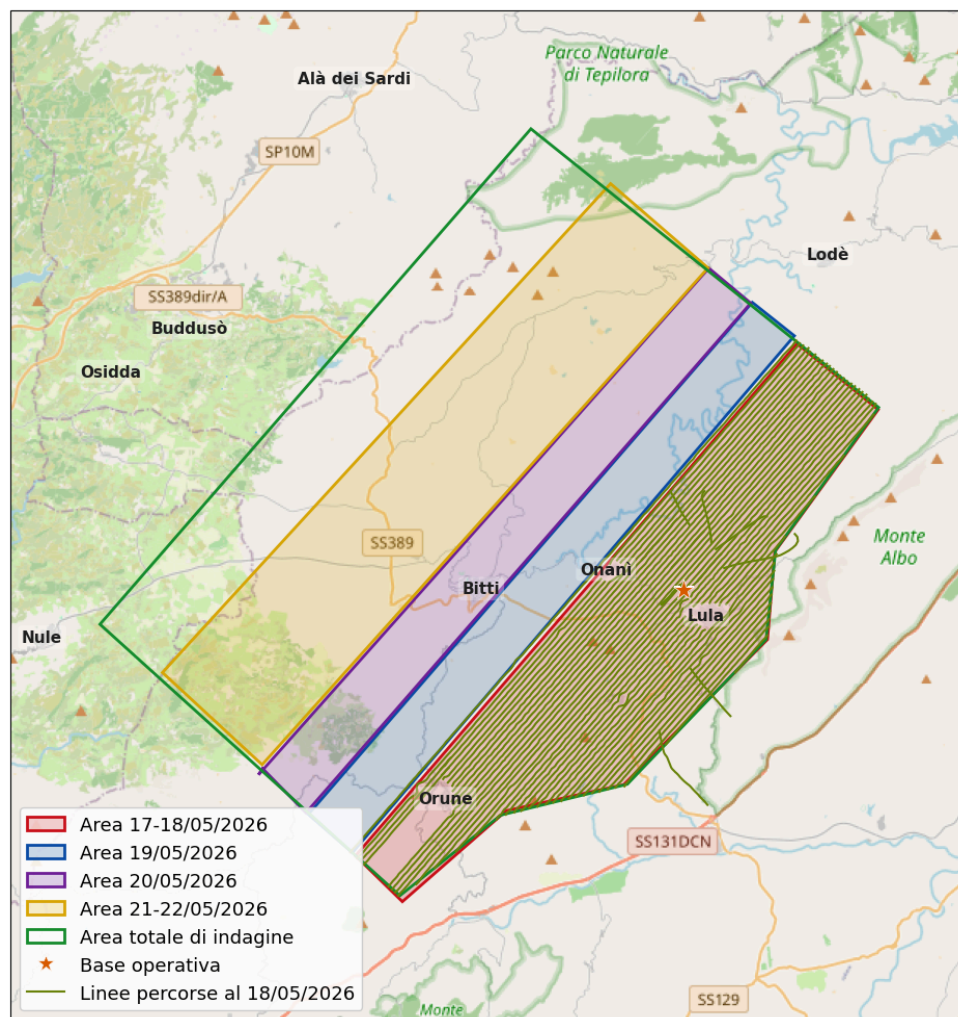 Parco Naturale
di Tepilora
Alà dei Sardi
SP10M
Lodè
SS389dir/A
Buddusò
Osidda
SS389
Monte
Albo
Onanì
Bitti
Lula
Nule
Orune
SS131DCN
SS129
Monte
Area 17-18/05/2026
Area 19/05/2026
Area 20/05/2026
Area 21-22/05/2026
Area totale di indagine
Base operativa
Linee percorse al 18/05/2026